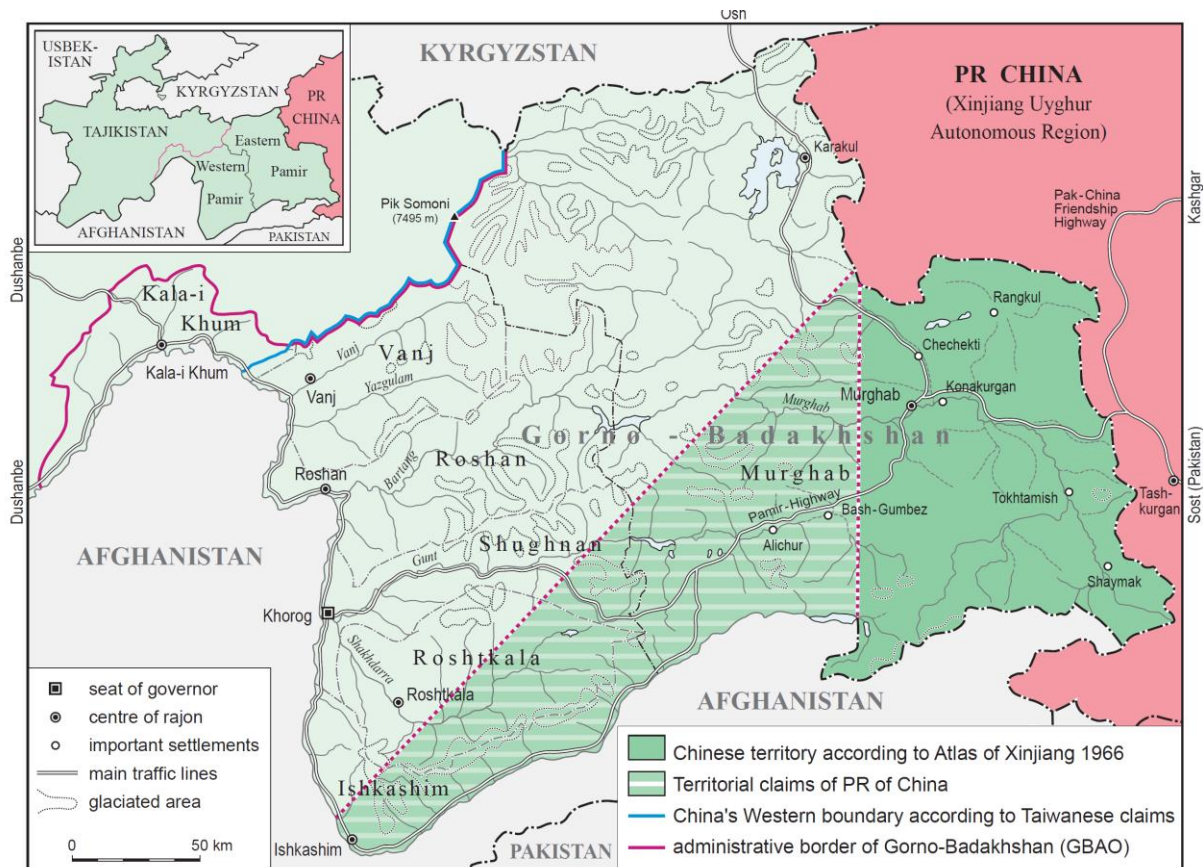 Osh
USBEK-
ISTAN
KYRGYZSTAN
PR
CHINA
TAJIKISTAN
Eastern
Western
Pamir
Pamir
AFGHANISTAN
PAKISTAN
KYRGYZSTAN
PR CHINA
(Xinjiang Uyghur
Autonomous Region)
Karakul
Pik Somoni
(7495 m)
Pak-China
Friendship
Highway
Kashgar
Dushanbe
Kala-i
Khum
Kala-i Khum
Vanj
Vanj
Vanj
Yazgulam
Rangkul
Chechekti
Murghab
Murghab
Konakurgan
Gorno - Badakhshan
Dushanbe
Roshan
Bartang
Roshan
Murghab
Pamir-Highway
Bash-Gumbez
Alichur
Tokhtamish
Tash-
kurgan
Sost (Pakistan)
AFGHANISTAN
Shughnan
Gunt
Shaymak
Khorog
Shakhdarra
Roshtkala
Roshtkala
AFGHANISTAN
Ishkashim
Ishkashim
PAKISTAN
seat of governor
centre of rajon
important settlements
main traffic lines
glaciated area
0 50 km
Chinese territory according to Atlas of Xinjiang 1966
Territorial claims of PR of China
China's Western boundary according to Taiwanese claims
administrative border of Gorno-Badakhshan (GBAO)